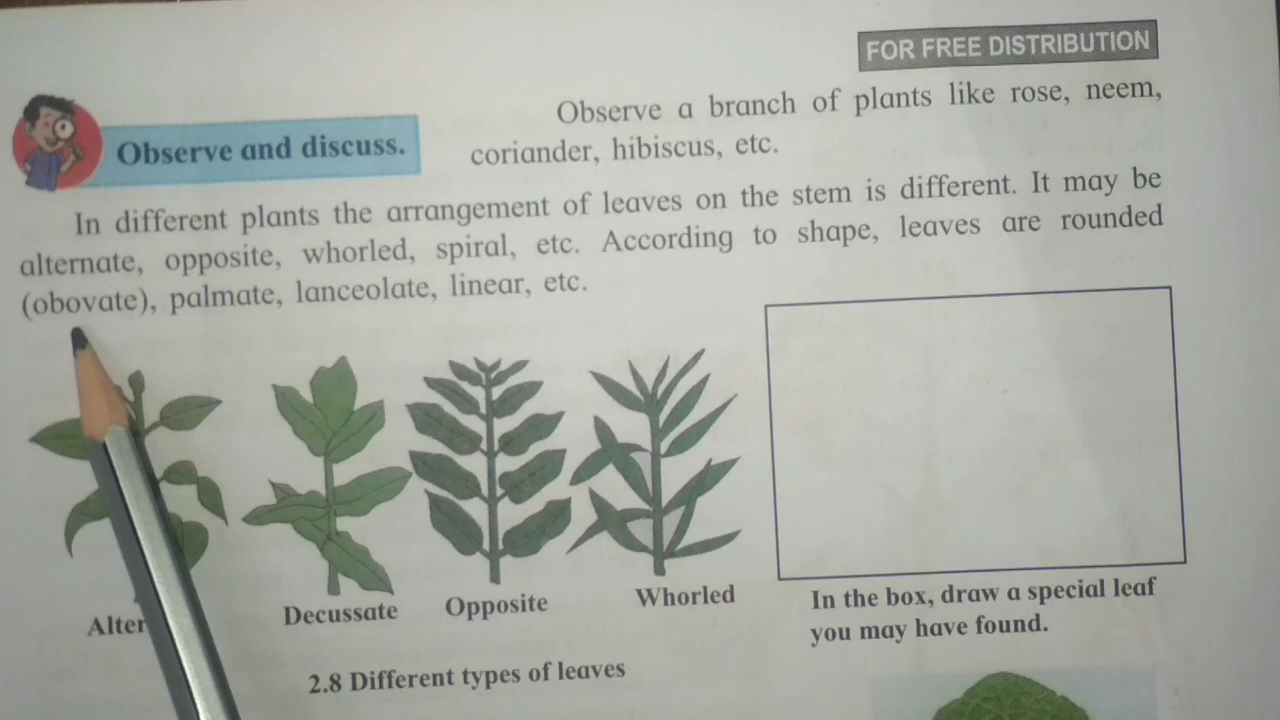 FOR FREE DISTRIBUTION
Observe and discuss.
Observe a branch of plants like rose, neem,
coriander, hibiscus, etc.
In different plants the arrangement of leaves on the stem is different. It may be
alternate, opposite, whorled, spiral, etc. According to shape, leaves are rounded
(obovate), palmate, lanceolate, linear, etc.
Alter
Decussate
Opposite
Whorled
In the box, draw a special leaf
you may have found.
2.8 Different types of leaves